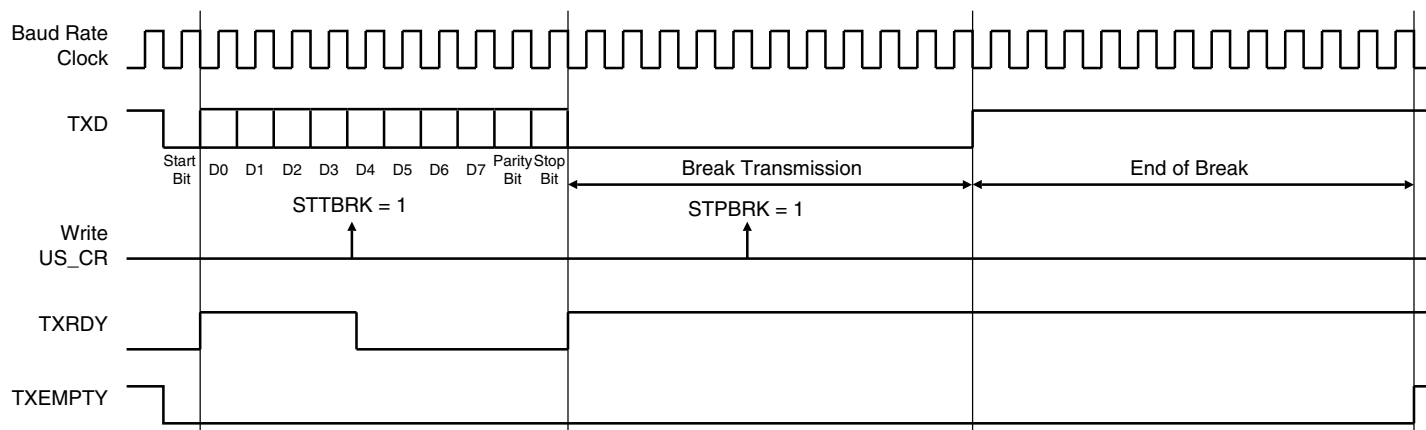 Baud Rate
Clock
TXD
Start
Bit
D0
D1
D2
D3
D4
D5
D6
D7
Parity
Bit
Stop
Bit
Break Transmission
End of Break
STTBRK = 1
STPBRK = 1
Write
US_CR
TXRDY
TXEMPTY